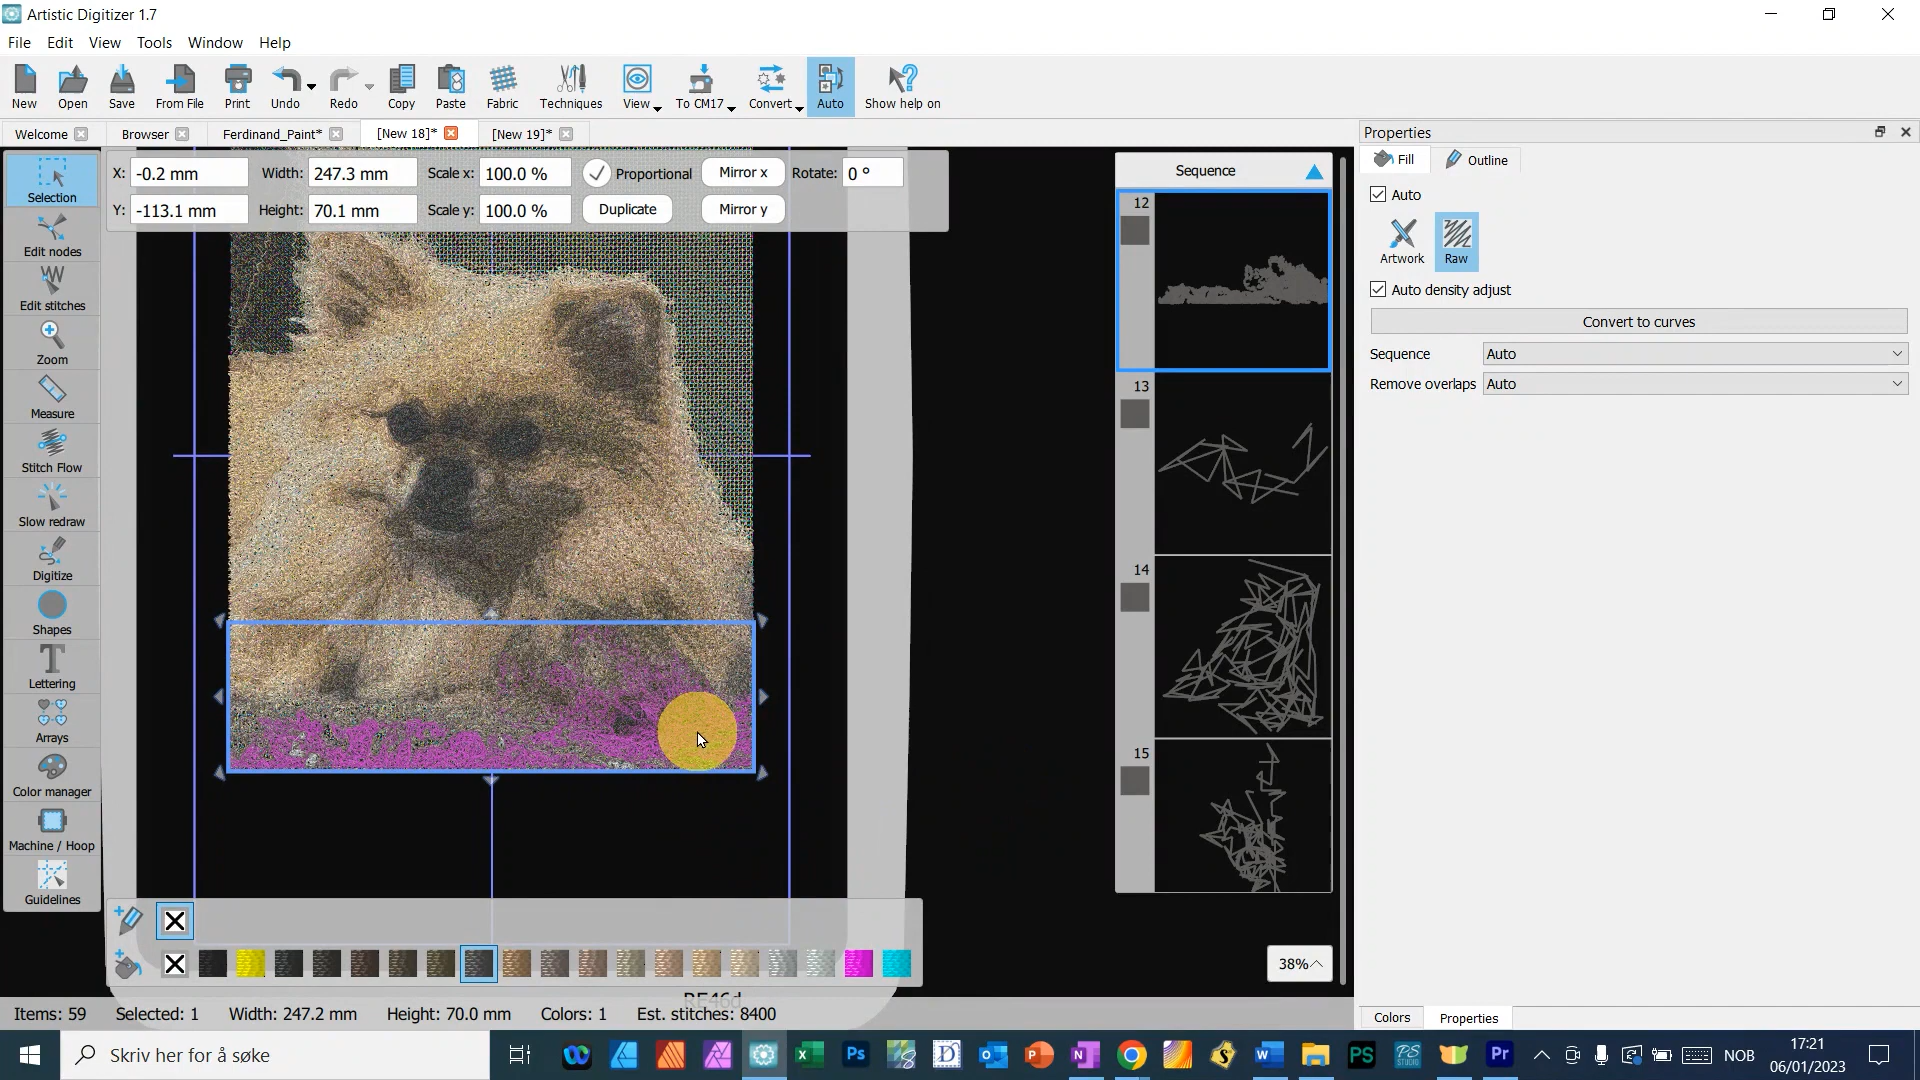 Artistic Digitizer 1.7
File Edit View Tools Window Help
New Open Save From File Print Undo Redo Copy Paste Fabric Techniques View To CM17 Convert Auto Show help on
Welcome Browser Ferdinand_Paint* [New 18]* [New 19]*
Properties
Fill Outline
X: -0.2 mm Width: 247.3 mm Scale x: 100.0 % Proportional Mirror x Rotate: 0 °
Y: -113.1 mm Height: 70.1 mm Scale y: 100.0 % Duplicate Mirror y
Sequence
12
13
14
15
Auto
Artwork Raw
Auto density adjust
Convert to curves
Sequence Auto
Remove overlaps Auto
Selection
Edit nodes
Edit stitches
Zoom
Measure
Stitch Flow
Slow redraw
Digitize
Shapes
Lettering
Arrays
Color manager
Machine / Hoop
Guidelines
38%
RE46d
Items: 59 Selected: 1 Width: 247.2 mm Height: 70.0 mm Colors: 1 Est. stitches: 8400
Colors Properties
Skriv her for å søke
NOB
17:21
06/01/2023